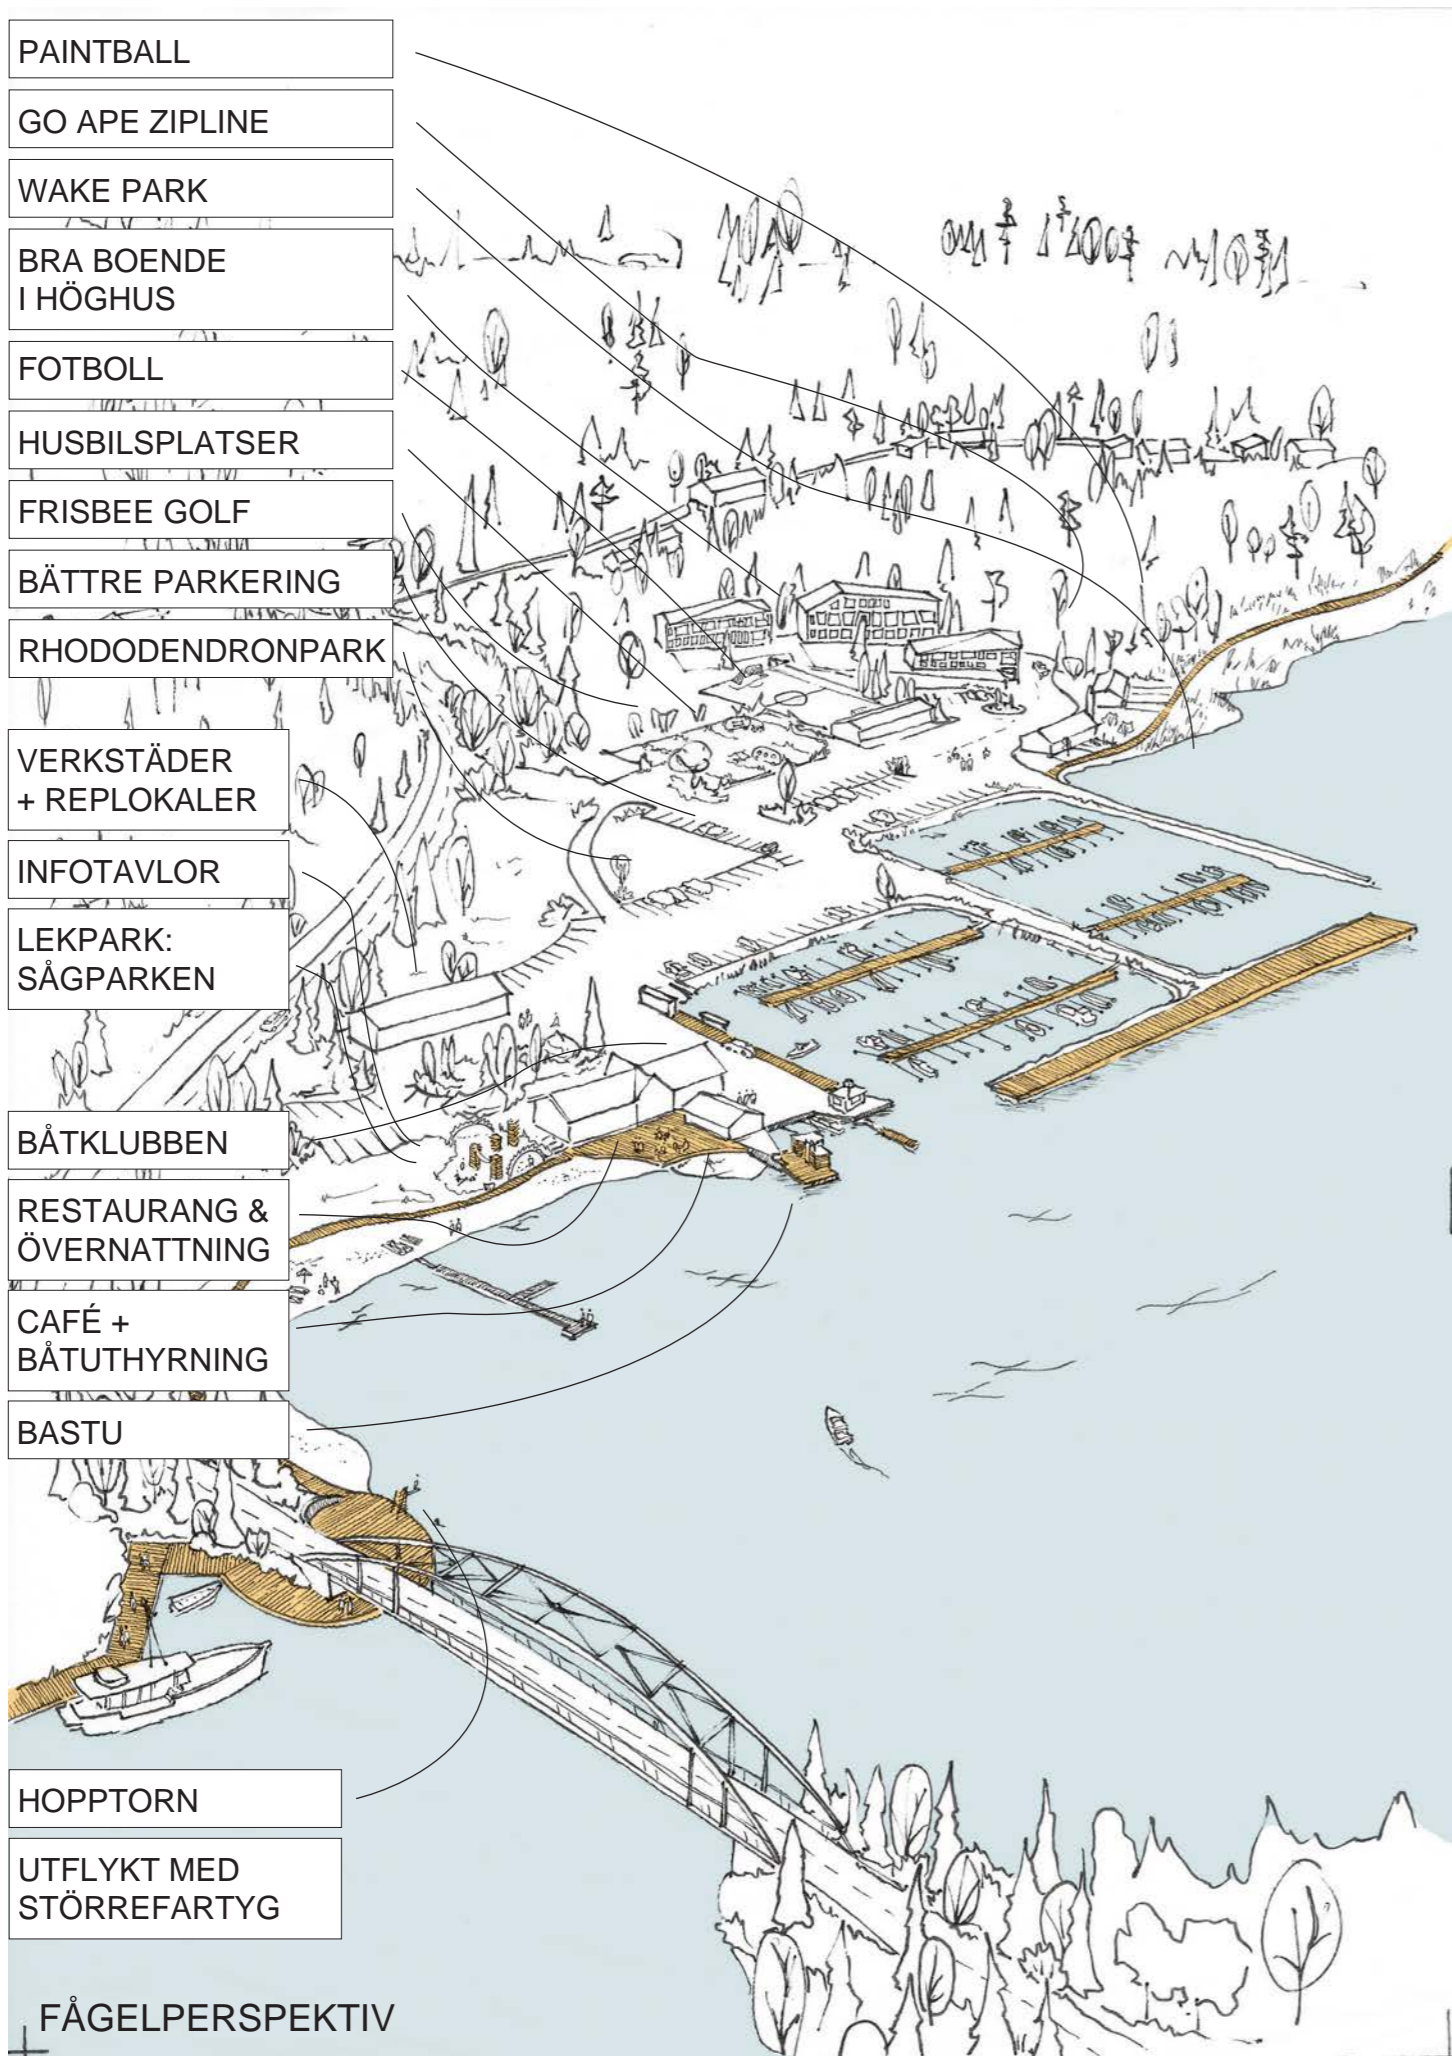 PAINTBALL
GO APE ZIPLINE
WAKE PARK
BRA BOENDE
I HÖGHUS
FOTBOLL
HUSBILSPLATSER
FRISBEE GOLF
BÄTTRE PARKERING
RHODODENDRONPARK
VERKSTÄDER
+ REPLOKALER
INFOTAVLOR
LEKPARK:
SÅGPARKEN
BÅTKLUBBEN
RESTAURANG &
ÖVERNATTNING
CAFÉ +
BÅTUTHYRNING
BASTU
HOPPTORN
UTFLYKT MED
STÖRREFARTYG
FÅGELPERSPEKTIV